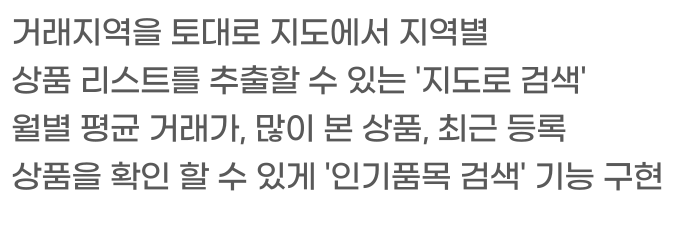 거래지역을 토대로 지도에서 지역별
상품 리스트를 추출할 수 있는 '지도로 검색'
월별 평균 거래가, 많이 본 상품, 최근 등록
상품을 확인 할 수 있게 '인기품목 검색' 기능 구현